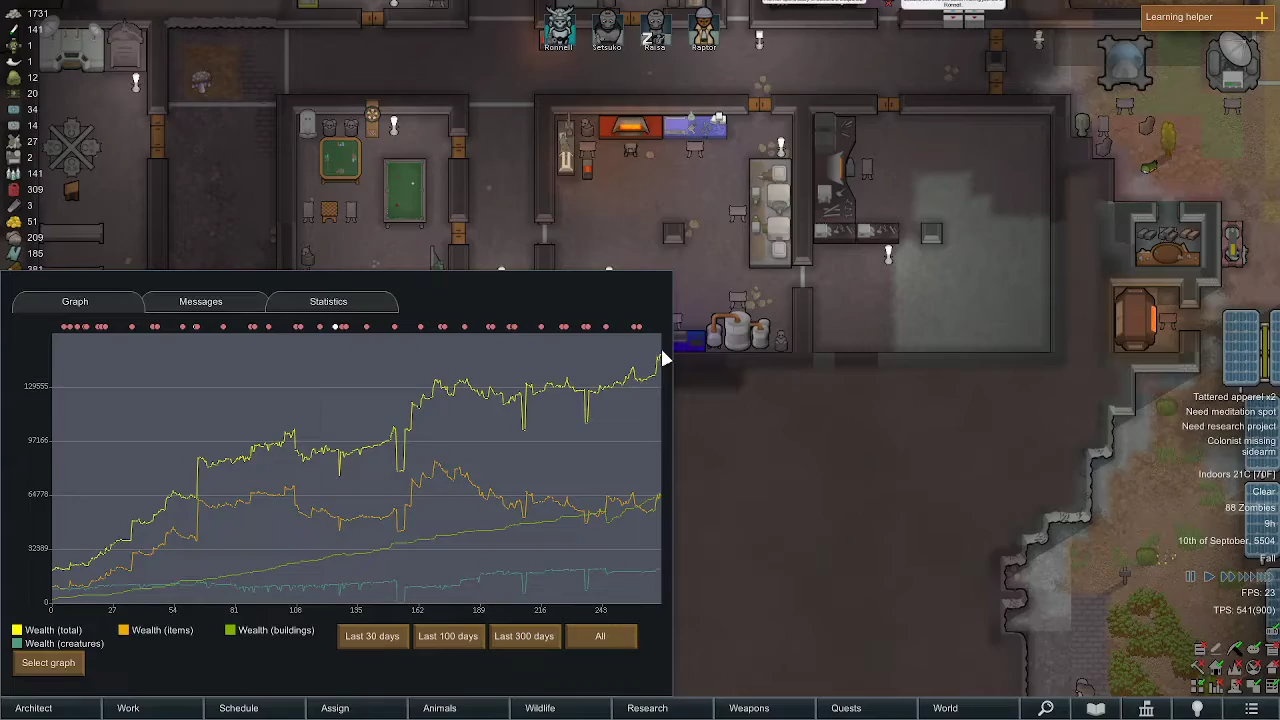 1731
141
1
12
20
34
14
27
2
141
309
3
51
209
185
Roine
Setsuko
Raisa
Raptor
Z
Learning helper
Graph
Messages
Statistics
129555
97166
64778
32389
0
0
27
54
81
108
135
162
189
216
243
Wealth (total)
Wealth (items)
Wealth (buildings)
Wealth (creatures)
Last 30 days
Last 100 days
Last 300 days
All
Select graph
Tattered apparel x2
Need meditation spot
Need research project
Colonist missing
sidearm
Indoors 21C (70F)
Clear
88 Zombies
9h
10th of September, 5504
Fall
FPS: 23
TPS: 541(900)
Architect
Work
Schedule
Assign
Animals
Wildlife
Research
Weapons
Quests
World